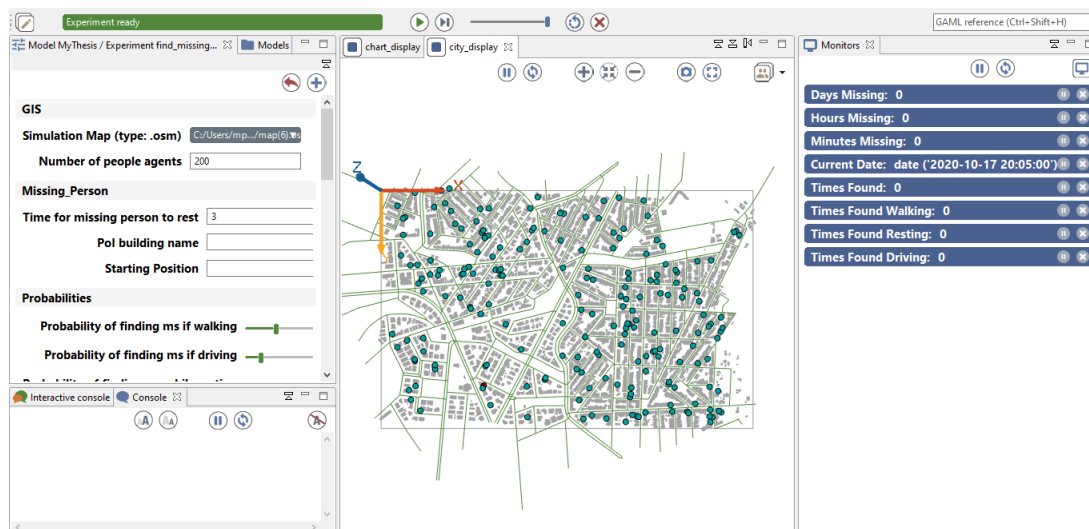 Experiment ready
GAML reference (Ctrl+Shift+H)
Model MyThesis / Experiment find_missing...
Models
GIS
Simulation Map (type: .osm) C:/Users/mp.../map(6).
Number of people agents 200
Missing_Person
Time for missing person to rest 3
PoI building name
Starting Position
Probabilities
Probability of finding ms if walking
Probability of finding ms if driving
Interactive console
Console
chart_display
city_display
Z
X
Monitors
Days Missing: 0
Hours Missing: 0
Minutes Missing: 0
Current Date: date ('2020-10-17 20:05:00')
Times Found: 0
Times Found Walking: 0
Times Found Resting: 0
Times Found Driving: 0